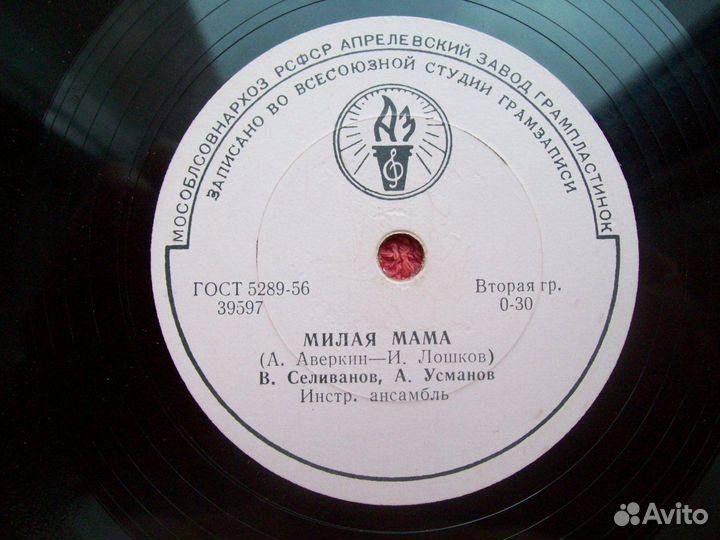 МОСОБЛСОВНАРХОЗ РСФСР АПРЕЛЕВСКИЙ ЗАВОД ГРАМПЛАСТИНОК
ЗАПИСАНО ВО ВСЕСОЮЗНОЙ СТУДИИ ГРАМЗАПИСИ
АЗ
ГОСТ 5289-56
39597
Вторая гр.
0-30
МИЛАЯ МАМА
(А. Аверкин—И. Лошков)
В. Селиванов, А. Усманов
Инстр. ансамбль
Avito